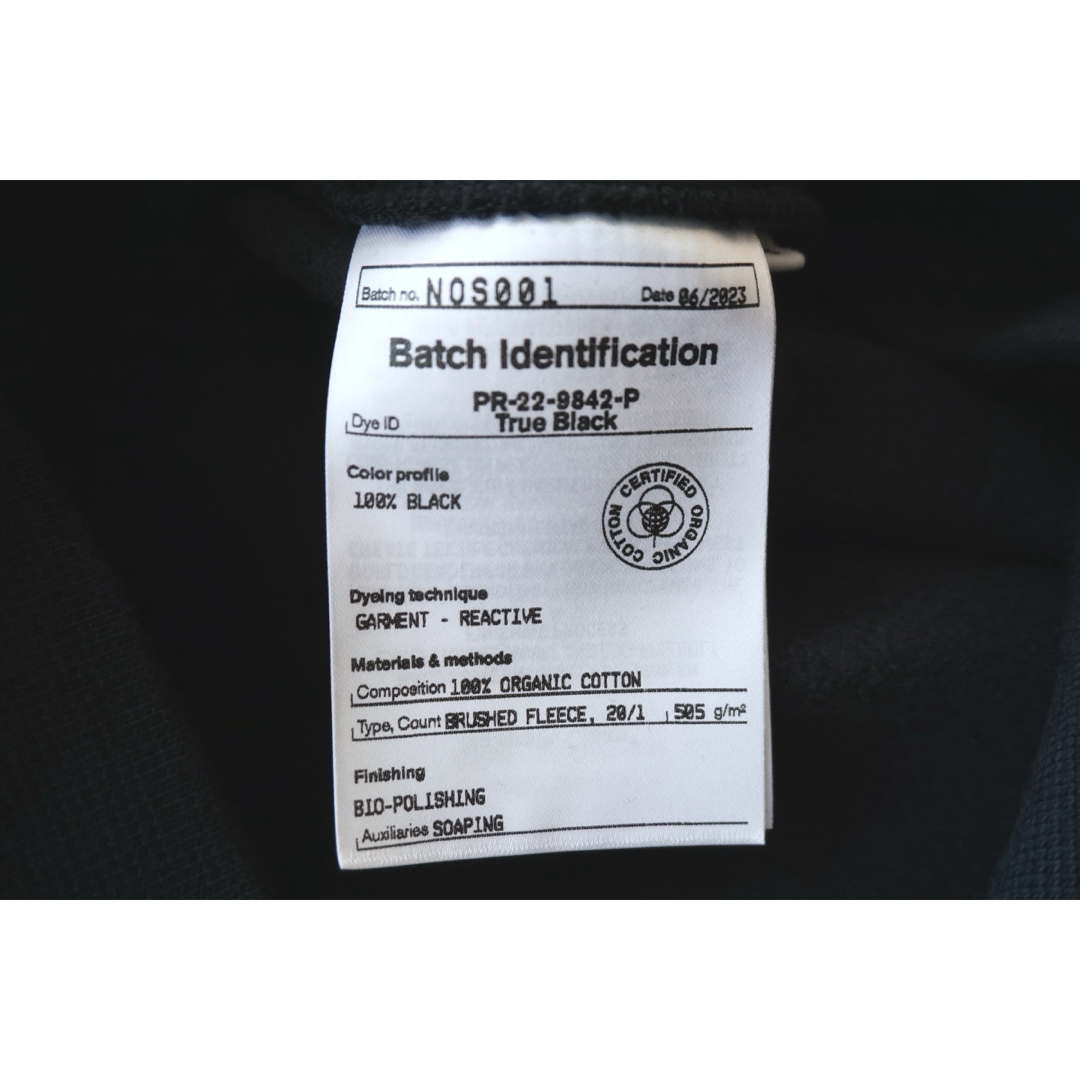 Batch no. NOS001 Date 06/2023
Batch Identification
PR-22-9842-P
Dye ID True Black
Color profile
100% BLACK
CERTIFIED ORGANIC COTTON
Dyeing technique
GARMENT - REACTIVE
Materials & methods
Composition 100% ORGANIC COTTON
Type, Count BRUSHED FLEECE, 20/1 505 g/m²
Finishing
BIO-POLISHING
Auxiliaries SOAPING